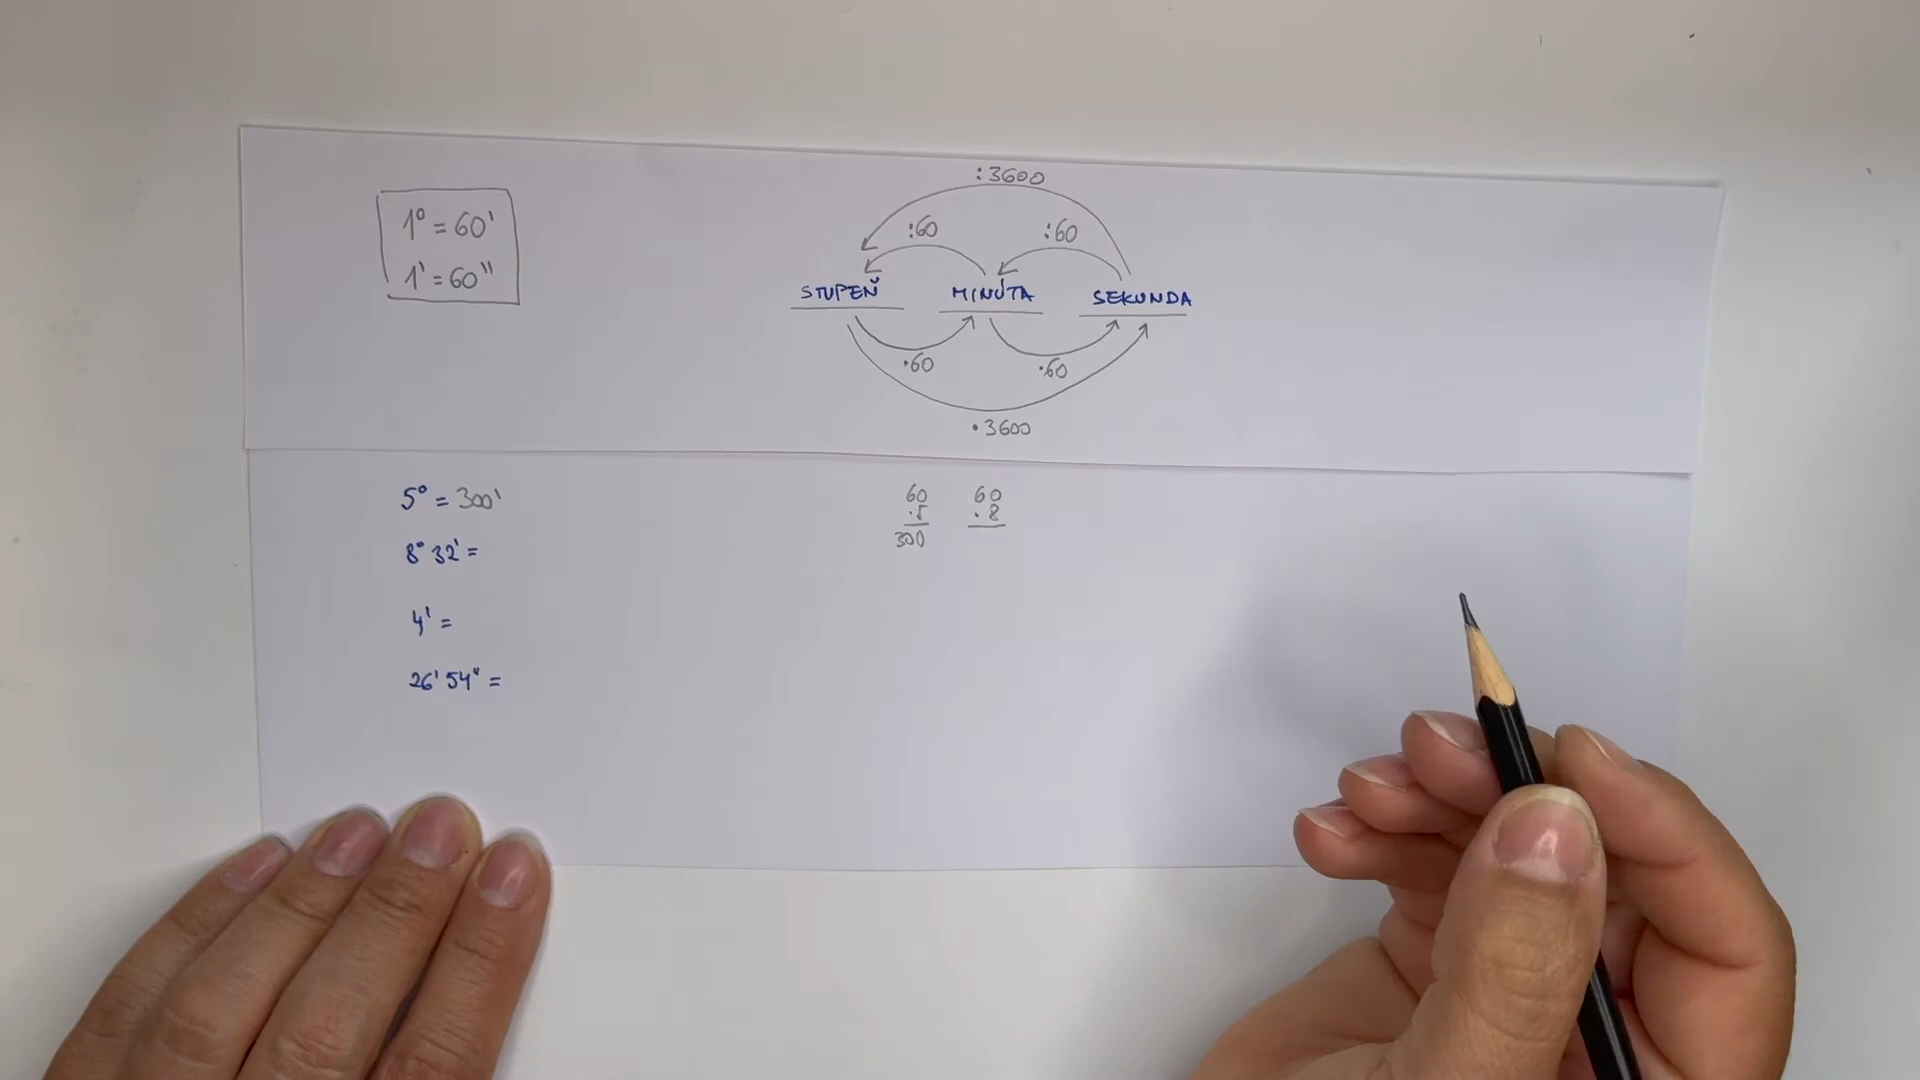 1° = 60'
1' = 60"
:3600
:60 :60
STUPEŇ MINÚTA SEKUNDA
·60 ·60
·3600
5° = 300'
8° 32' =
4' =
26' 54" =
60
·5
300
60
·8